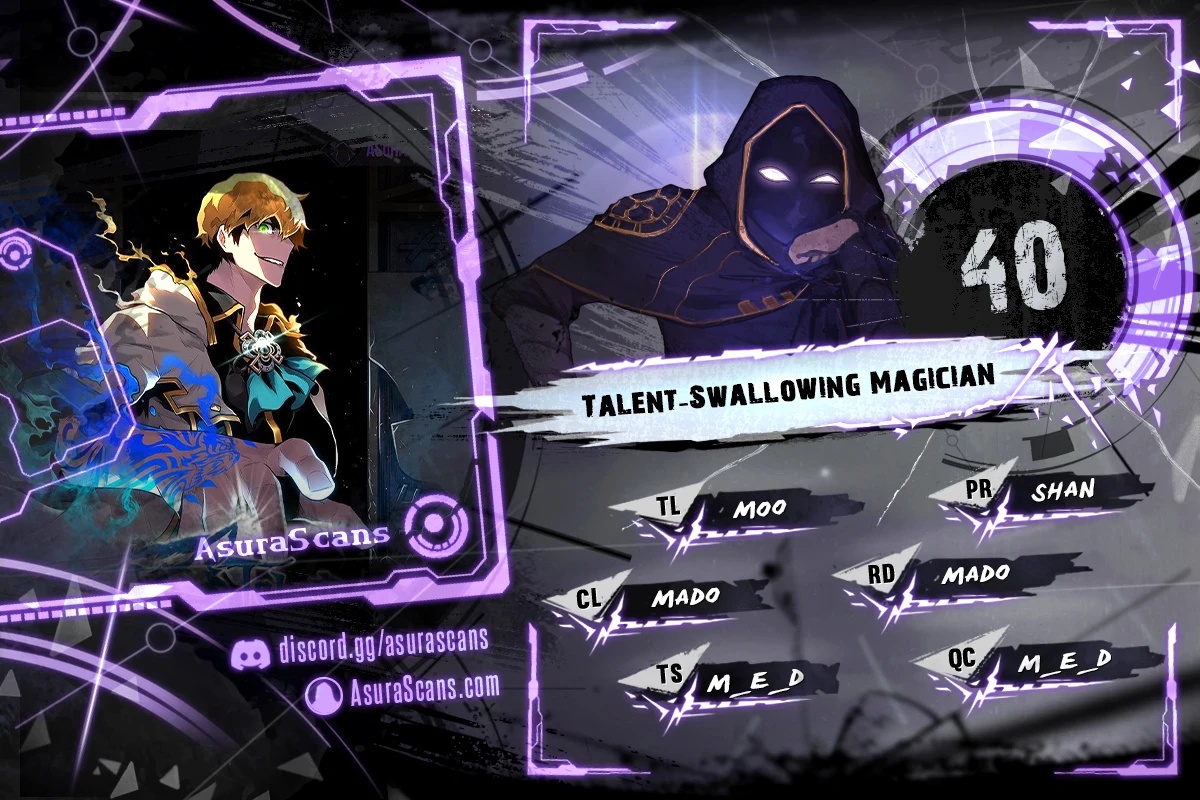 40
Talent-Swallowing Magician
TL MOO
PR SHAN
CL MADO
RD MADO
TS M_E_D
QC M_E_D
AsuraScans
discord.gg/asurascans
AsuraScans.com